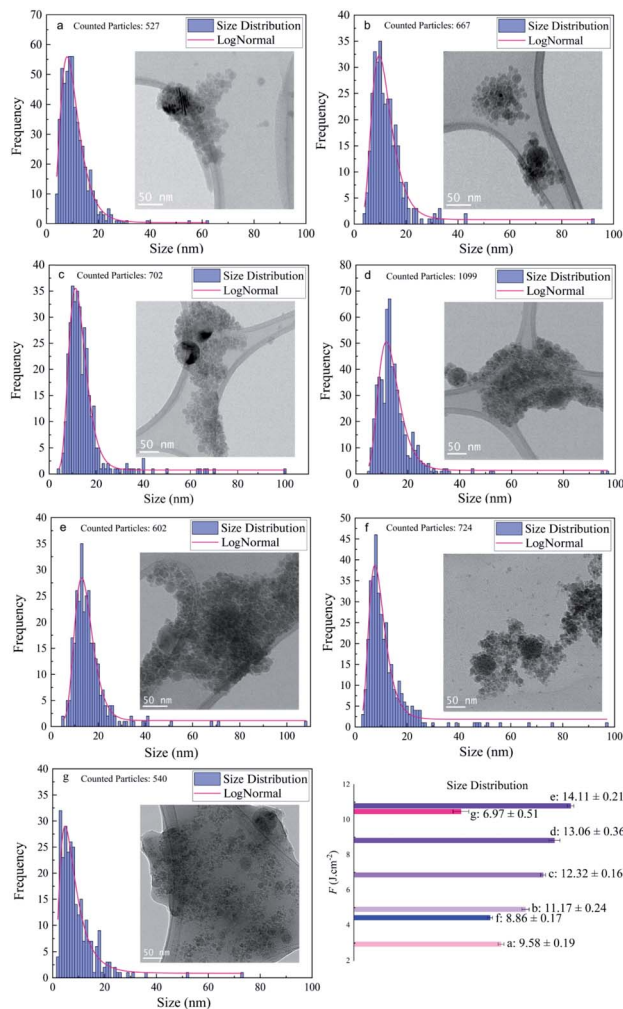 a Counted Particles: 527
Size Distribution
LogNormal
Frequency
60
50
40
30
20
10
0
0 20 40 60 80 100
Size (nm)
50 nm
b Counted Particles: 667
Size Distribution
LogNormal
Frequency
40
35
30
25
20
15
10
5
0
0 20 40 60 80 100
Size (nm)
50 nm
c Counted Particles: 702
Size Distribution
LogNormal
Frequency
40
35
30
25
20
15
10
5
0
0 20 40 60 80 100
Size (nm)
50 nm
d Counted Particles: 1099
Size Distribution
LogNormal
Frequency
80
70
60
50
40
30
20
10
0
0 20 40 60 80 100
Size (nm)
50 nm
e Counted Particles: 602
Size Distribution
LogNormal
Frequency
40
35
30
25
20
15
10
5
0
0 20 40 60 80 100
Size (nm)
50 nm
f Counted Particles: 724
Size Distribution
LogNormal
Frequency
50
45
40
35
30
25
20
15
10
5
0
0 20 40 60 80 100
Size (nm)
50 nm
g Counted Particles: 540
Size Distribution
LogNormal
Frequency
40
35
30
25
20
15
10
5
0
0 20 40 60 80 100
Size (nm)
50 nm
Size Distribution
F (J.cm⁻²)
12
10
8
6
4
2
e: 14.11 ± 0.21
g: 6.97 ± 0.51
d: 13.06 ± 0.36
c: 12.32 ± 0.16
b: 11.17 ± 0.24
f: 8.86 ± 0.17
a: 9.58 ± 0.19